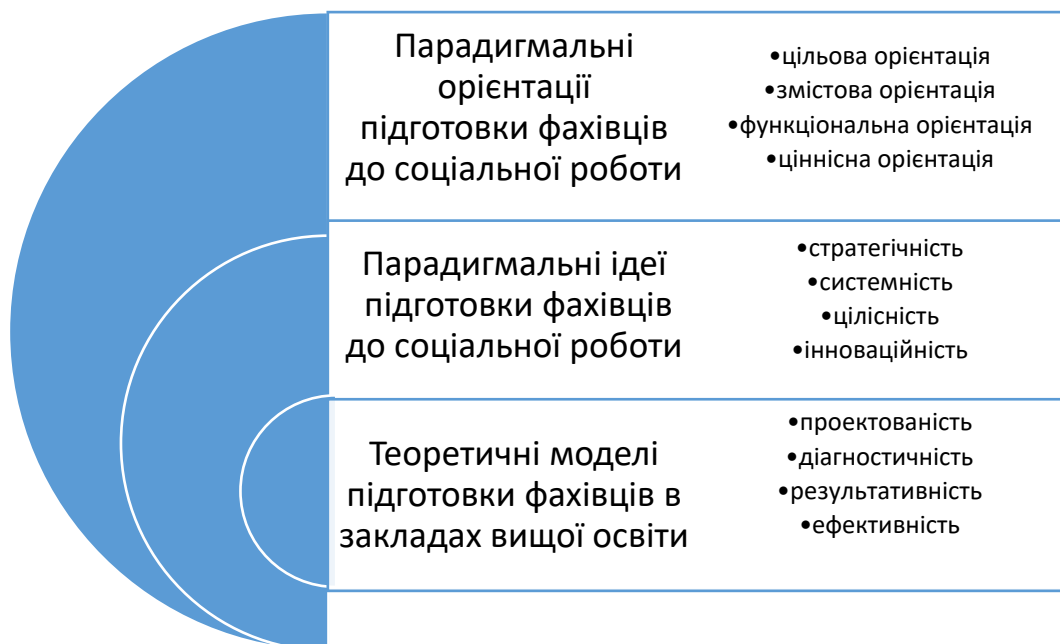 Парадигмальні
орієнтації
підготовки фахівців
до соціальної роботи
•цільова орієнтація
•змістова орієнтація
•функціональна орієнтація
•ціннісна орієнтація
Парадигмальні ідеї
підготовки фахівців
до соціальної роботи
•стратегічність
•системність
•цілісність
•інноваційність
Теоретичні моделі
підготовки фахівців в
закладах вищої освіти
•проектованість
•діагностичність
•результативність
•ефективність